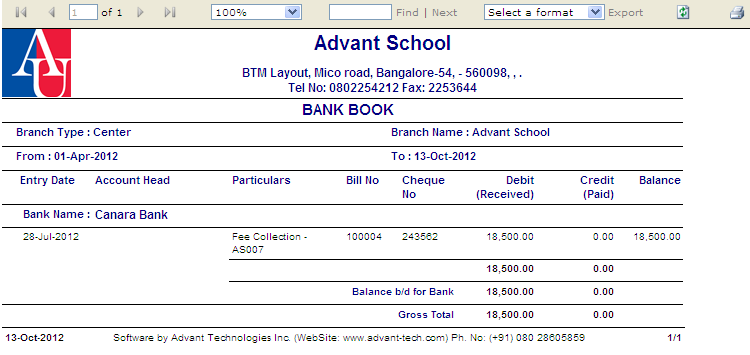 1 of 1 100% Find | Next Select a format Export
AU
Advant School
BTM Layout, Mico road, Bangalore-54, - 560098, , .
Tel No: 0802254212 Fax: 2253644
BANK BOOK
Branch Type : Center Branch Name : Advant School
From : 01-Apr-2012 To : 13-Oct-2012
Entry Date Account Head Particulars Bill No Cheque No Debit (Received) Credit (Paid) Balance
Bank Name : Canara Bank
28-Jul-2012 Fee Collection - AS007 100004 243562 18,500.00 0.00 18,500.00
18,500.00 0.00
Balance b/d for Bank 18,500.00 0.00
Gross Total 18,500.00 0.00
13-Oct-2012 Software by Advant Technologies Inc. (WebSite: www.advant-tech.com) Ph. No: (+91) 080 28605859 1/1